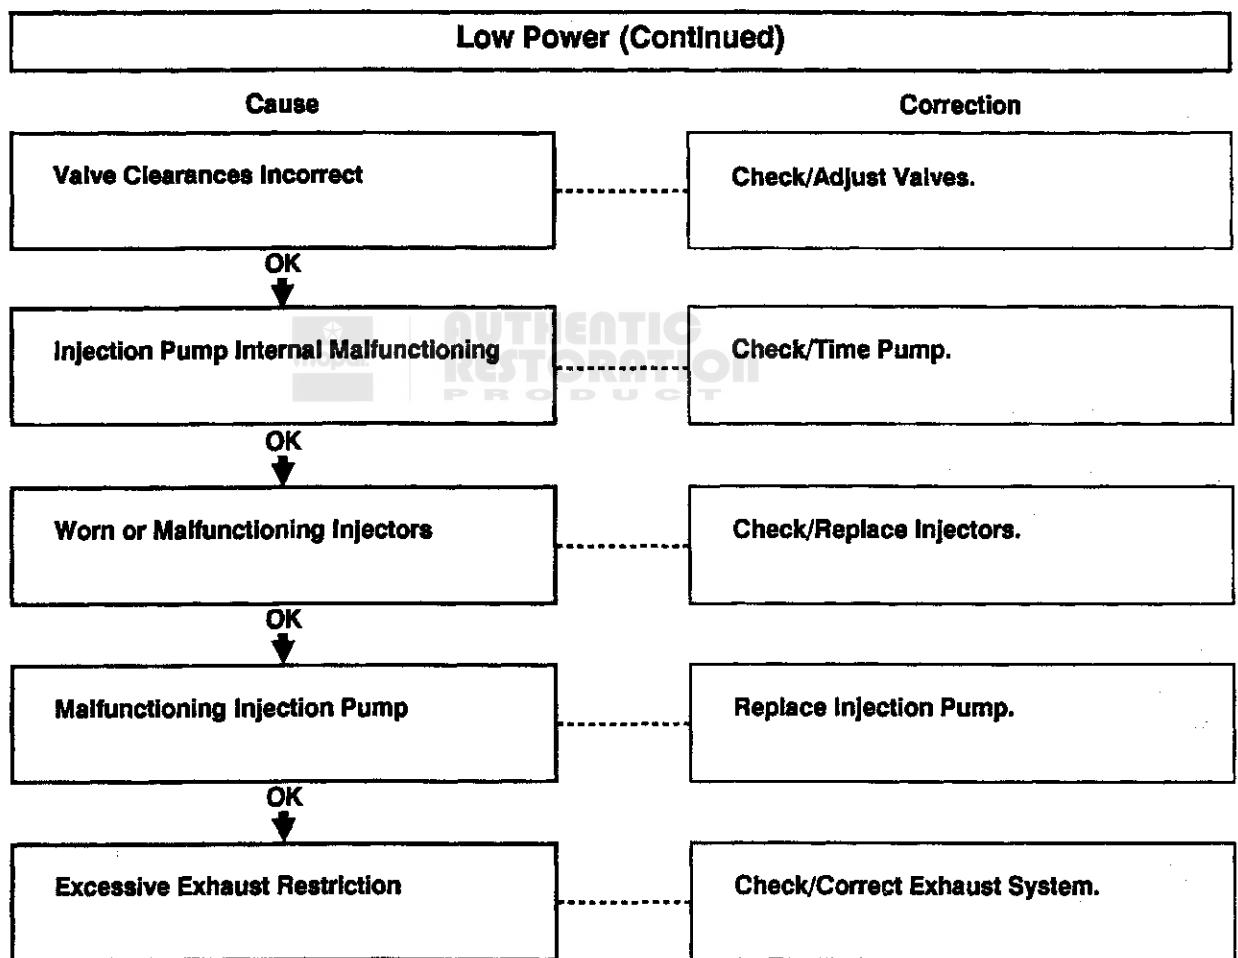 Low Power (Continued)
Cause
Correction
Valve Clearances Incorrect
Check/Adjust Valves.
OK
Injection Pump Internal Malfunctioning
Check/Time Pump.
mopar
AUTHENTIC
RESTORATION
PRODUCT
OK
Worn or Malfunctioning Injectors
Check/Replace Injectors.
OK
Malfunctioning Injection Pump
Replace Injection Pump.
OK
Excessive Exhaust Restriction
Check/Correct Exhaust System.